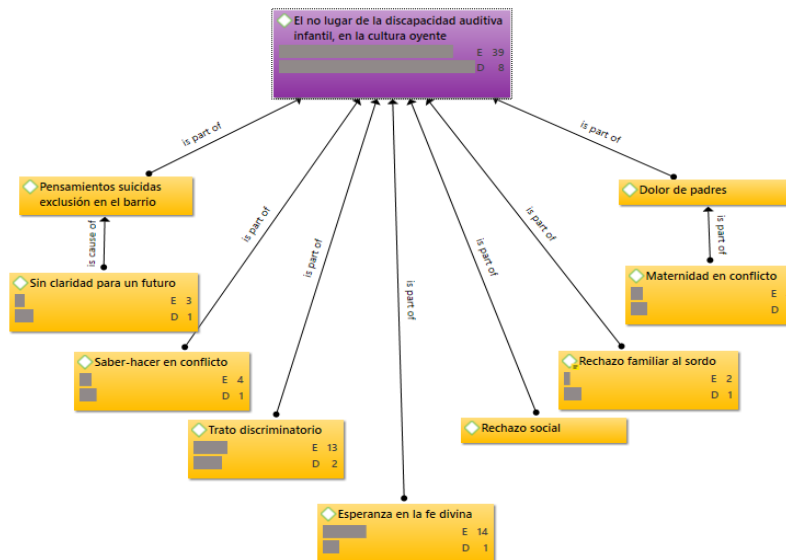 El no lugar de la discapacidad auditiva
infantil, en la cultura oyente
E 39
D 8
is part of
is part of
Pensamientos suicidas
exclusión en el barrio
Dolor de padres
is cause of
is part of
is part of
is part of
is part of
is part of
is part of
Sin claridad para un futuro
E 3
D 1
Maternidad en conflicto
E
D
Saber-hacer en conflicto
E 4
D 1
Rechazo familiar al sordo
E 2
D 1
Trato discriminatorio
E 13
D 2
Rechazo social
Esperanza en la fe divina
E 14
D 1